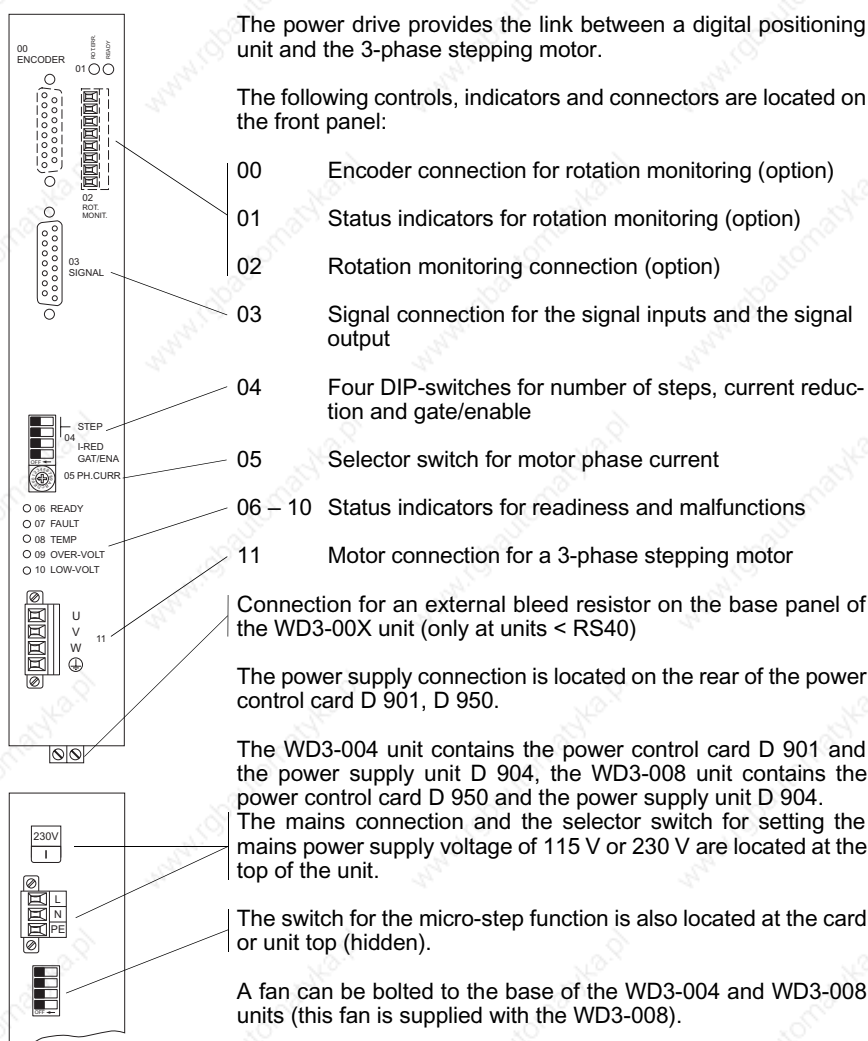 The power drive provides the link between a digital positioning
unit and the 3-phase stepping motor.
The following controls, indicators and connectors are located on
the front panel:
00 Encoder connection for rotation monitoring (option)
01 Status indicators for rotation monitoring (option)
02 Rotation monitoring connection (option)
03 Signal connection for the signal inputs and the signal
output
04 Four DIP-switches for number of steps, current reduc-
tion and gate/enable
05 Selector switch for motor phase current
06 – 10 Status indicators for readiness and malfunctions
11 Motor connection for a 3-phase stepping motor
Connection for an external bleed resistor on the base panel of
the WD3-00X unit (only at units < RS40)
The power supply connection is located on the rear of the power
control card D 901, D 950.
The WD3-004 unit contains the power control card D 901 and
the power supply unit D 904, the WD3-008 unit contains the
power control card D 950 and the power supply unit D 904.
The mains connection and the selector switch for setting the
mains power supply voltage of 115 V or 230 V are located at the
top of the unit.
The switch for the micro-step function is also located at the card
or unit top (hidden).
A fan can be bolted to the base of the WD3-004 and WD3-008
units (this fan is supplied with the WD3-008).
00
ENCODER
ROT.ERR.
READY
01
02
ROT.
MONIT.
03
SIGNAL
STEP
04
I-RED
GAT/ENA
OFF
05 PH.CURR
06 READY
07 FAULT
08 TEMP
09 OVER-VOLT
10 LOW-VOLT
U
V
W
11
230V
I
L
N
PE
OFF
www.rgbautomatyka.pl